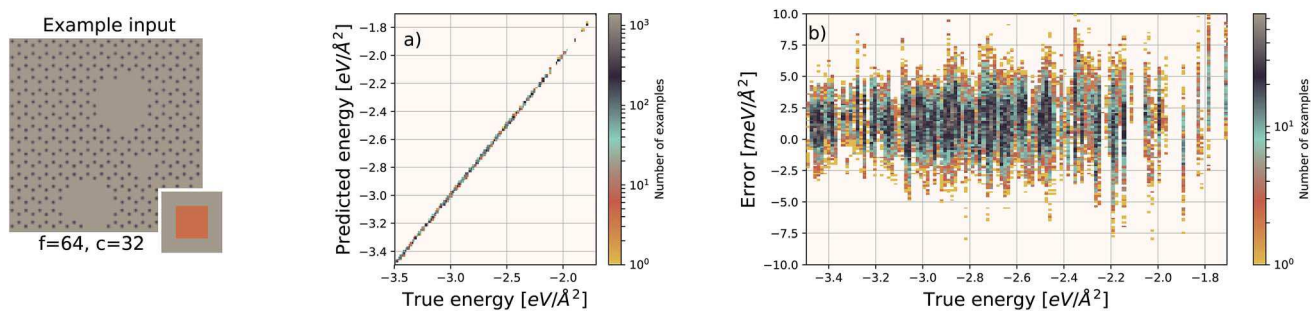 Example input
f=64, c=32
a)
Predicted energy [eV/Å²]
−1.8
−2.0
−2.2
−2.4
−2.6
−2.8
−3.0
−3.2
−3.4
−3.5 −3.0 −2.5 −2.0
True energy [eV/Å²]
10³
10²
10¹
10⁰
Number of examples
b)
Error [meV/Å²]
10.0
7.5
5.0
2.5
0.0
−2.5
−5.0
−7.5
−10.0
−3.4 −3.2 −3.0 −2.8 −2.6 −2.4 −2.2 −2.0 −1.8
True energy [eV/Å²]
10¹
10⁰
Number of examples